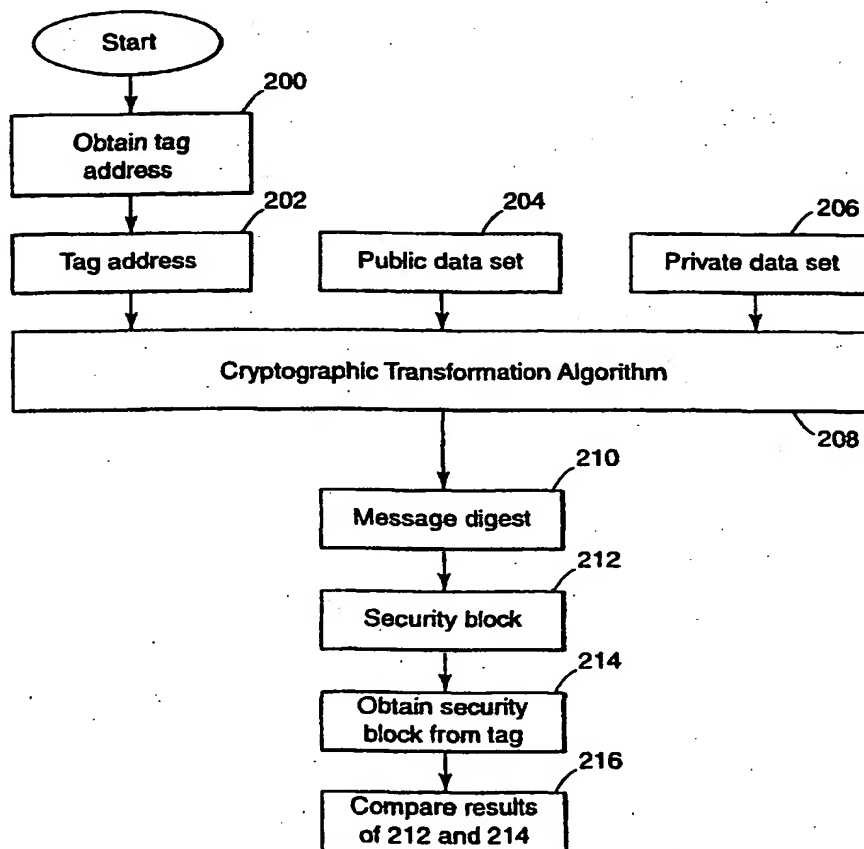 Start
200
Obtain tag
address
202
204
206
Tag address
Public data set
Private data set
Cryptographic Transformation Algorithm
208
210
Message digest
212
Security block
214
Obtain security
block from tag
216
Compare results
of 212 and 214